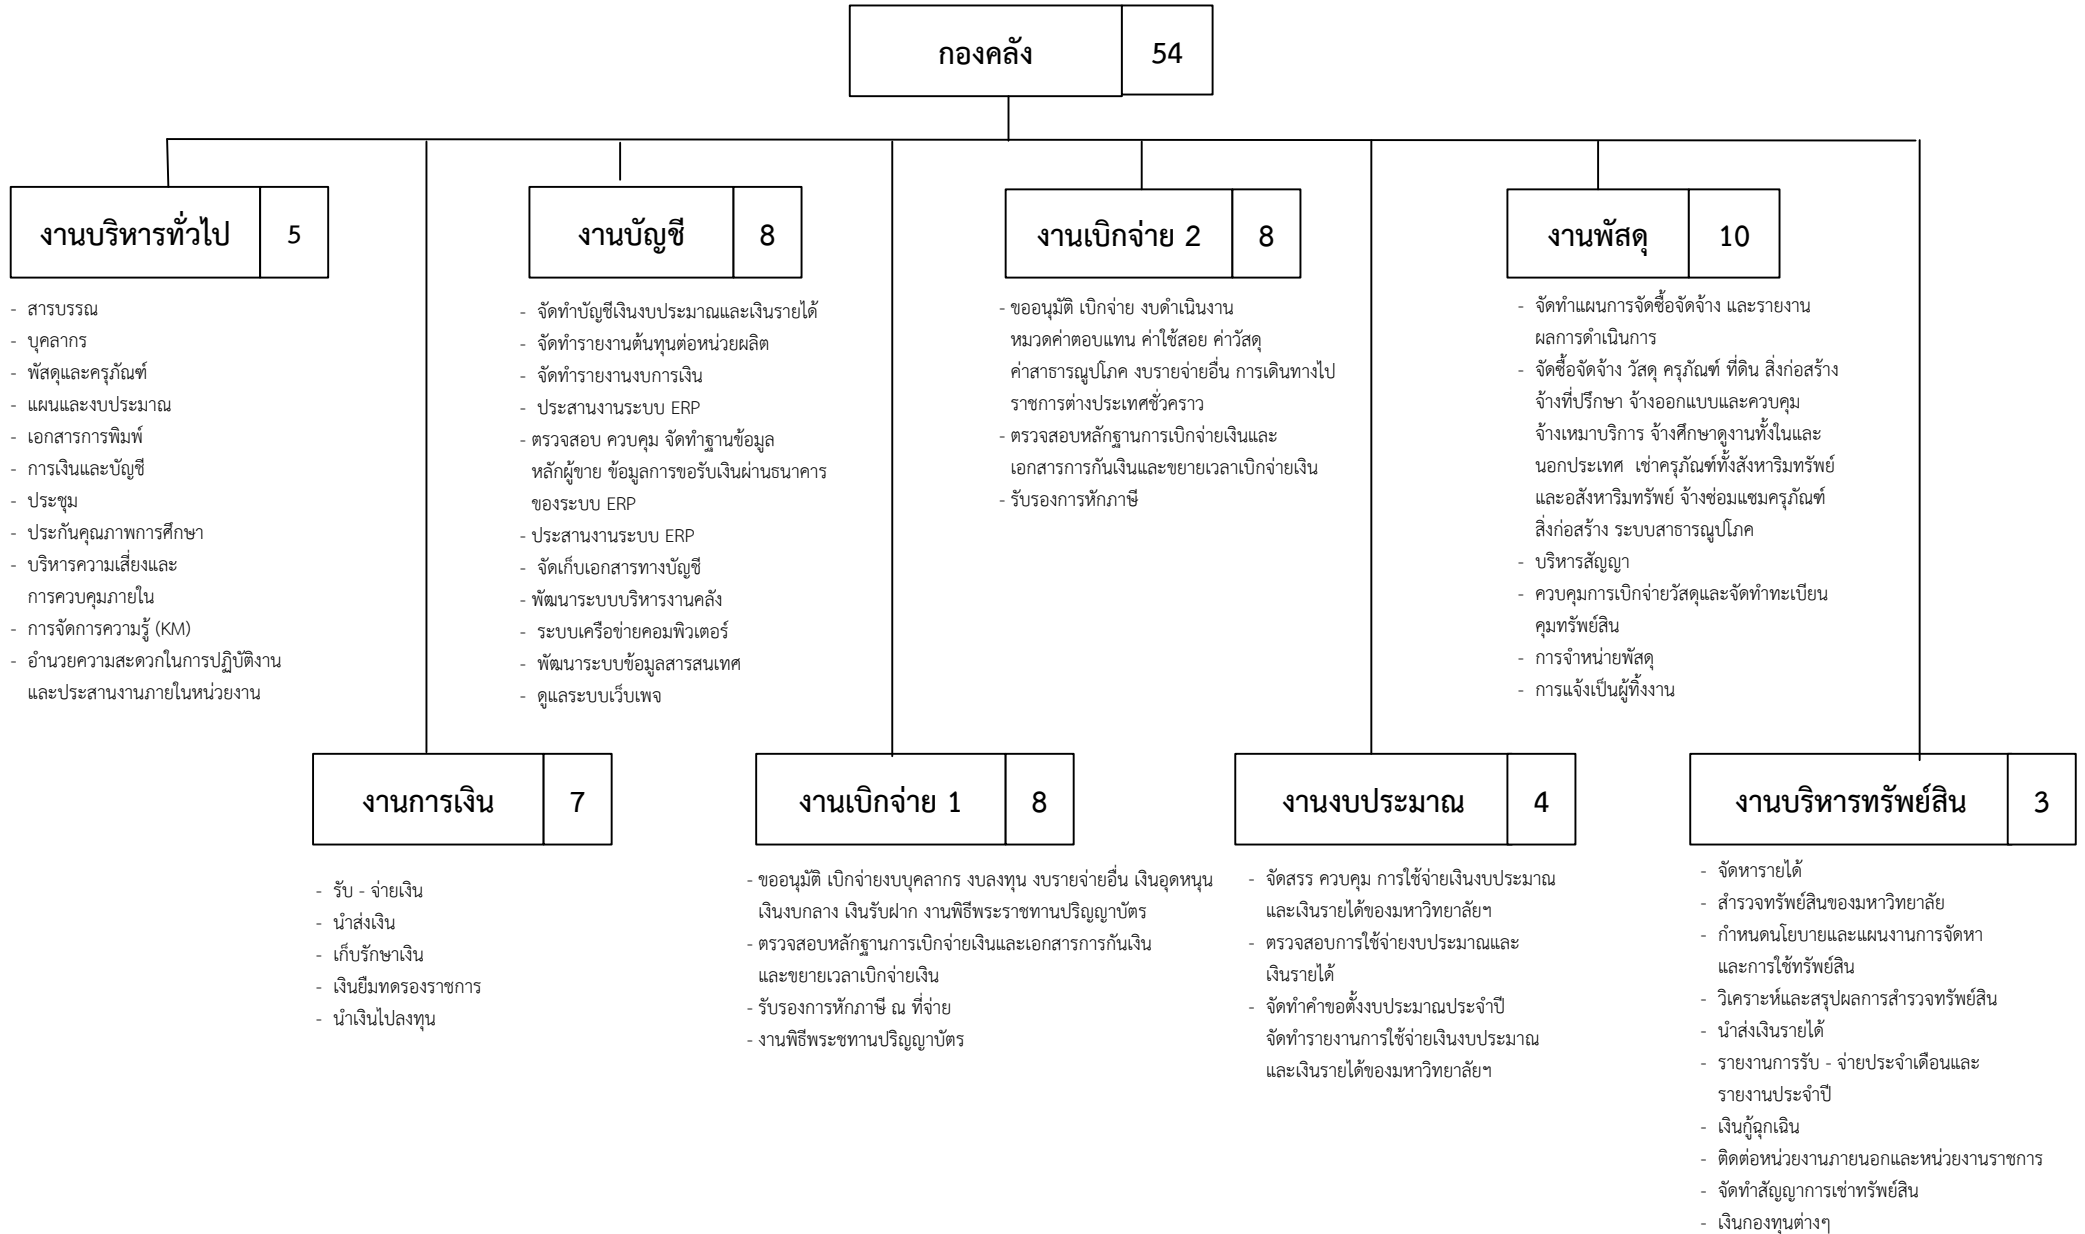 กองคลัง 54
งานบริหารทั่วไป 5
- สารบรรณ
- บุคลากร
- พัสดุและครุภัณฑ์
- แผนและงบประมาณ
- เอกสารการพิมพ์
- การเงินและบัญชี
- ประชุม
- ประกันคุณภาพการศึกษา
- บริหารความเสี่ยงและ
การควบคุมภายใน
- การจัดการความรู้ (KM)
- อำนวยความสะดวกในการปฏิบัติงาน
และประสานงานภายในหน่วยงาน
งานบัญชี 8
- จัดทำบัญชีเงินงบประมาณและเงินรายได้
- จัดทำรายงานต้นทุนต่อหน่วยผลิต
- จัดทำรายงานงบการเงิน
- ประสานงานระบบ ERP
- ตรวจสอบ ควบคุม จัดทำฐานข้อมูล
หลักผู้ขาย ข้อมูลการขอรับเงินผ่านธนาคาร
ของระบบ ERP
- ประสานงานระบบ ERP
- จัดเก็บเอกสารทางบัญชี
- พัฒนาระบบบริหารงานคลัง
- ระบบเครือข่ายคอมพิวเตอร์
- พัฒนาระบบข้อมูลสารสนเทศ
- ดูแลระบบเว็บเพจ
งานเบิกจ่าย 2 8
- ขออนุมัติ เบิกจ่าย งบดำเนินงาน
หมวดค่าตอบแทน ค่าใช้สอย ค่าวัสดุ
ค่าสาธารณูปโภค งบรายจ่ายอื่น การเดินทางไป
ราชการต่างประเทศชั่วคราว
- ตรวจสอบหลักฐานการเบิกจ่ายเงินและ
เอกสารการกันเงินและขยายเวลาเบิกจ่ายเงิน
- รับรองการหักภาษี
งานพัสดุ 10
- จัดทำแผนการจัดซื้อจัดจ้าง และรายงาน
ผลการดำเนินการ
- จัดซื้อจัดจ้าง วัสดุ ครุภัณฑ์ ที่ดิน สิ่งก่อสร้าง
จ้างที่ปรึกษา จ้างออกแบบและควบคุม
จ้างเหมาบริการ จ้างศึกษาดูงานทั้งในและ
นอกประเทศ เช่าครุภัณฑ์ทั้งสังหาริมทรัพย์
และอสังหาริมทรัพย์ จ้างซ่อมแซมครุภัณฑ์
สิ่งก่อสร้าง ระบบสาธารณูปโภค
- บริหารสัญญา
- ควบคุมการเบิกจ่ายวัสดุและจัดทำทะเบียน
คุมทรัพย์สิน
- การจำหน่ายพัสดุ
- การแจ้งเป็นผู้ทิ้งงาน
งานการเงิน 7
- รับ - จ่ายเงิน
- นำส่งเงิน
- เก็บรักษาเงิน
- เงินยืมทดรองราชการ
- นำเงินไปลงทุน
งานเบิกจ่าย 1 8
- ขออนุมัติ เบิกจ่ายงบบุคลากร งบลงทุน งบรายจ่ายอื่น เงินอุดหนุน
เงินงบกลาง เงินรับฝาก งานพิธีพระราชทานปริญญาบัตร
- ตรวจสอบหลักฐานการเบิกจ่ายเงินและเอกสารการกันเงิน
และขยายเวลาเบิกจ่ายเงิน
- รับรองการหักภาษี ณ ที่จ่าย
- งานพิธีพระชทานปริญญาบัตร
งานงบประมาณ 4
- จัดสรร ควบคุม การใช้จ่ายเงินงบประมาณ
และเงินรายได้ของมหาวิทยาลัยฯ
- ตรวจสอบการใช้จ่ายงบประมาณและ
เงินรายได้
- จัดทำคำขอตั้งงบประมาณประจำปี
จัดทำรายงานการใช้จ่ายเงินงบประมาณ
และเงินรายได้ของมหาวิทยาลัยฯ
งานบริหารทรัพย์สิน 3
- จัดหารายได้
- สำรวจทรัพย์สินของมหาวิทยาลัย
- กำหนดนโยบายและแผนงานการจัดหา
และการใช้ทรัพย์สิน
- วิเคราะห์และสรุปผลการสำรวจทรัพย์สิน
- นำส่งเงินรายได้
- รายงานการรับ - จ่ายประจำเดือนและ
รายงานประจำปี
- เงินกู้ฉุกเฉิน
- ติดต่อหน่วยงานภายนอกและหน่วยงานราชการ
- จัดทำสัญญาการเช่าทรัพย์สิน
- เงินกองทุนต่างๆ